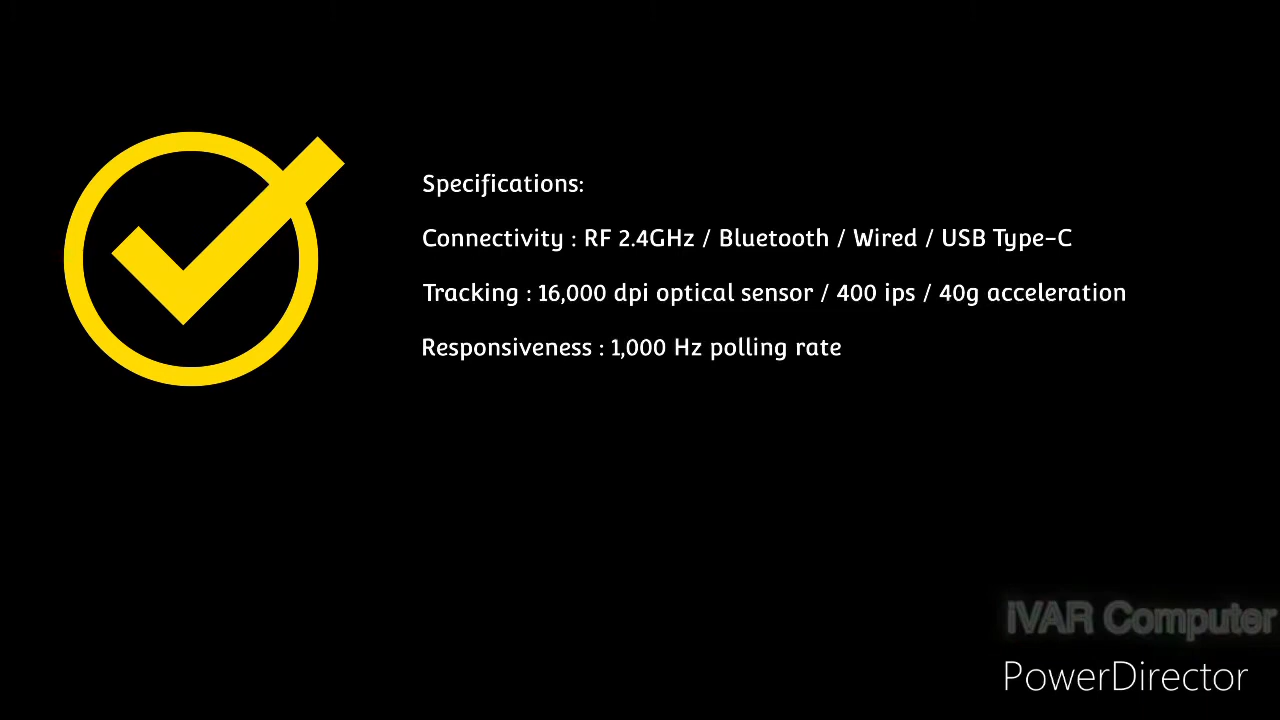 Specifications:
Connectivity : RF 2.4GHz / Bluetooth / Wired / USB Type-C
Tracking : 16,000 dpi optical sensor / 400 ips / 40g acceleration
Responsiveness : 1,000 Hz polling rate
iVAR Computer
PowerDirector